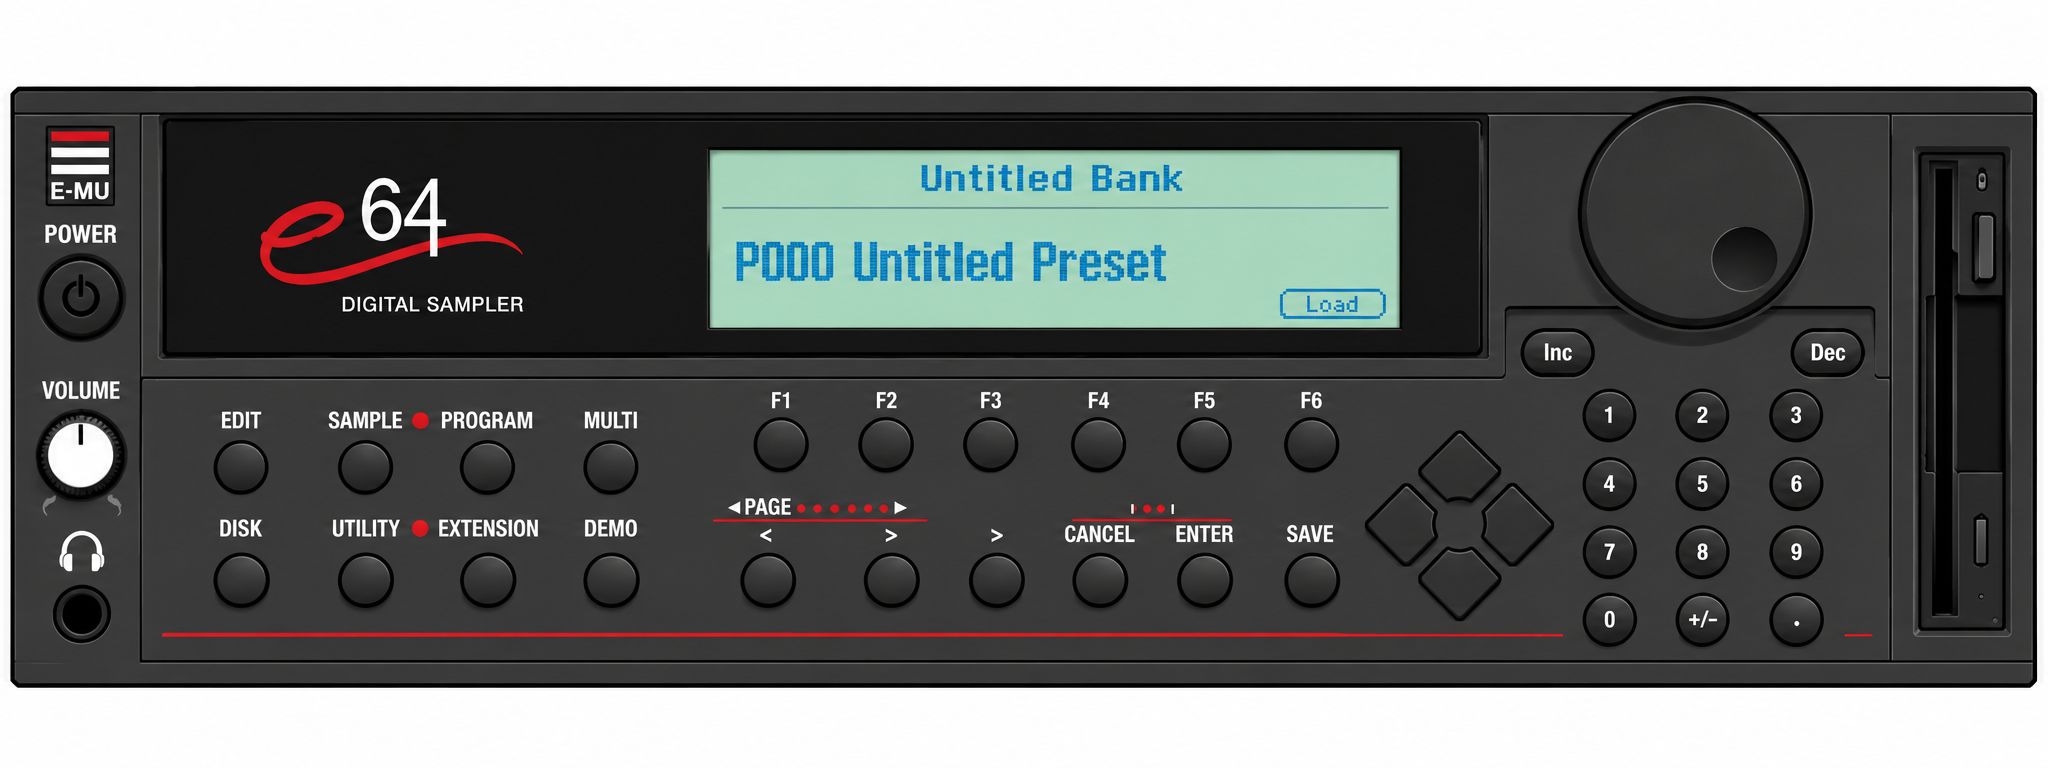 E-MU
POWER
VOLUME
e64
DIGITAL SAMPLER
Untitled Bank
P000 Untitled Preset
Load
Inc
Dec
EDIT
SAMPLE
PROGRAM
MULTI
DISK
UTILITY
EXTENSION
DEMO
F1
F2
F3
F4
F5
F6
◀PAGE ▶
<
>
>
CANCEL
ENTER
SAVE
1
2
3
4
5
6
7
8
9
0
+/-
.